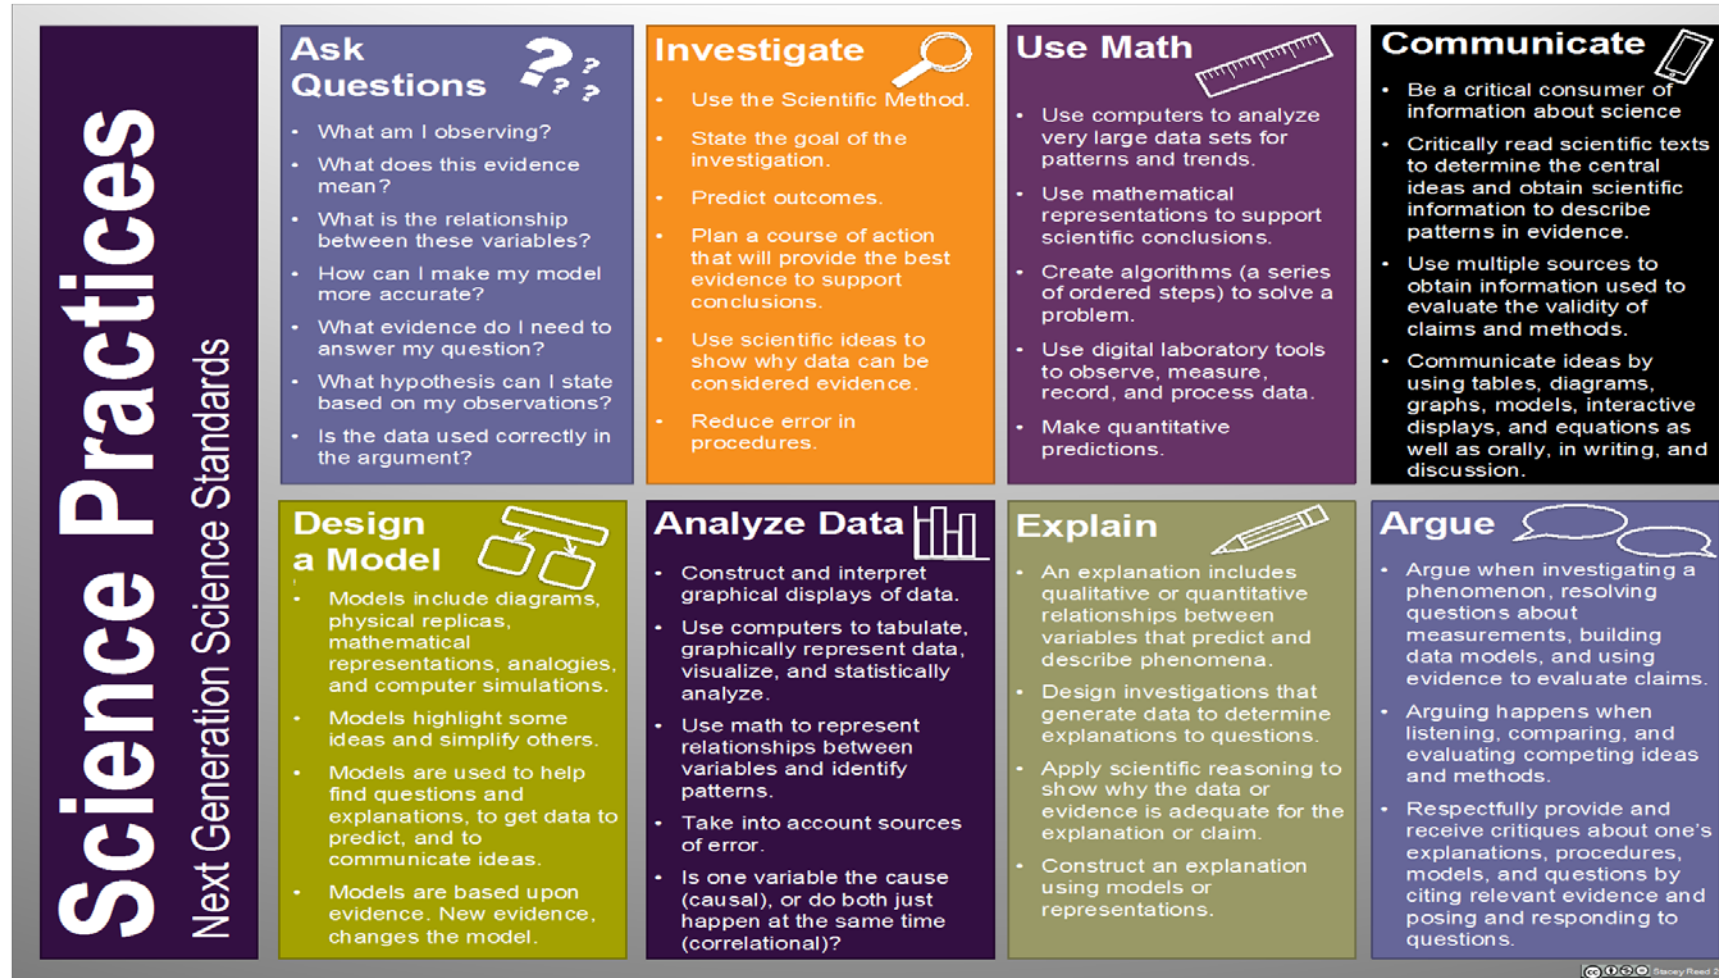 Science Practices
Next Generation Science Standards
Ask
Questions
? ? ? ?
• What am I observing?
• What does this evidence
mean?
• What is the relationship
between these variables?
• How can I make my model
more accurate?
• What evidence do I need to
answer my question?
• What hypothesis can I state
based on my observations?
• Is the data used correctly in
the argument?
Investigate
• Use the Scientific Method.
• State the goal of the
investigation.
• Predict outcomes.
• Plan a course of action
that will provide the best
evidence to support
conclusions.
• Use scientific ideas to
show why data can be
considered evidence.
• Reduce error in
procedures.
Use Math
• Use computers to analyze
very large data sets for
patterns and trends.
• Use mathematical
representations to support
scientific conclusions.
• Create algorithms (a series
of ordered steps) to solve a
problem.
• Use digital laboratory tools
to observe, measure,
record, and process data.
• Make quantitative
predictions.
Communicate
• Be a critical consumer of
information about science
• Critically read scientific texts
to determine the central
ideas and obtain scientific
information to describe
patterns in evidence.
• Use multiple sources to
obtain information used to
evaluate the validity of
claims and methods.
• Communicate ideas by
using tables, diagrams,
graphs, models, interactive
displays, and equations as
well as orally, in writing, and
discussion.
Design
a Model
• Models include diagrams,
physical replicas,
mathematical
representations, analogies,
and computer simulations.
• Models highlight some
ideas and simplify others.
• Models are used to help
find questions and
explanations, to get data to
predict, and to
communicate ideas.
• Models are based upon
evidence. New evidence,
changes the model.
Analyze Data
• Construct and interpret
graphical displays of data.
• Use computers to tabulate,
graphically represent data,
visualize, and statistically
analyze.
• Use math to represent
relationships between
variables and identify
patterns.
• Take into account sources
of error.
• Is one variable the cause
(causal), or do both just
happen at the same time
(correlational)?
Explain
• An explanation includes
qualitative or quantitative
relationships between
variables that predict and
describe phenomena.
• Design investigations that
generate data to determine
explanations to questions.
• Apply scientific reasoning to
show why the data or
evidence is adequate for the
explanation or claim.
• Construct an explanation
using models or
representations.
Argue
• Argue when investigating a
phenomenon, resolving
questions about
measurements, building
data models, and using
evidence to evaluate claims.
• Arguing happens when
listening, comparing, and
evaluating competing ideas
and methods.
• Respectfully provide and
receive critiques about one's
explanations, procedures,
models, and questions by
citing relevant evidence and
posing and responding to
questions.
cc Stacey Reed 2